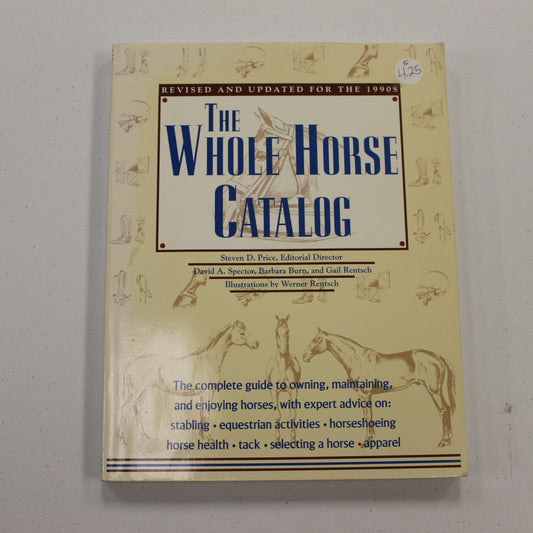 4.25
REVISED AND UPDATED FOR THE 1990S
THE
WHOLE HORSE
CATALOG
Steven D. Price, Editorial Director
David A. Spector, Barbara Burn, and Gail Rentsch
Illustrations by Werner Rentsch
The complete guide to owning, maintaining,
and enjoying horses, with expert advice on:
stabling • equestrian activities • horseshoeing
horse health • tack • selecting a horse • apparel